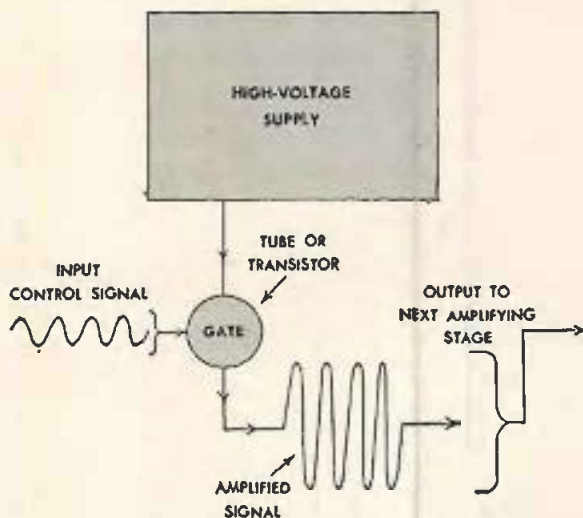 HIGH-VOLTAGE
SUPPLY
TUBE OR
TRANSISTOR
INPUT
CONTROL SIGNAL
GATE
OUTPUT TO
NEXT AMPLIFYING
STAGE
AMPLIFIED
SIGNAL